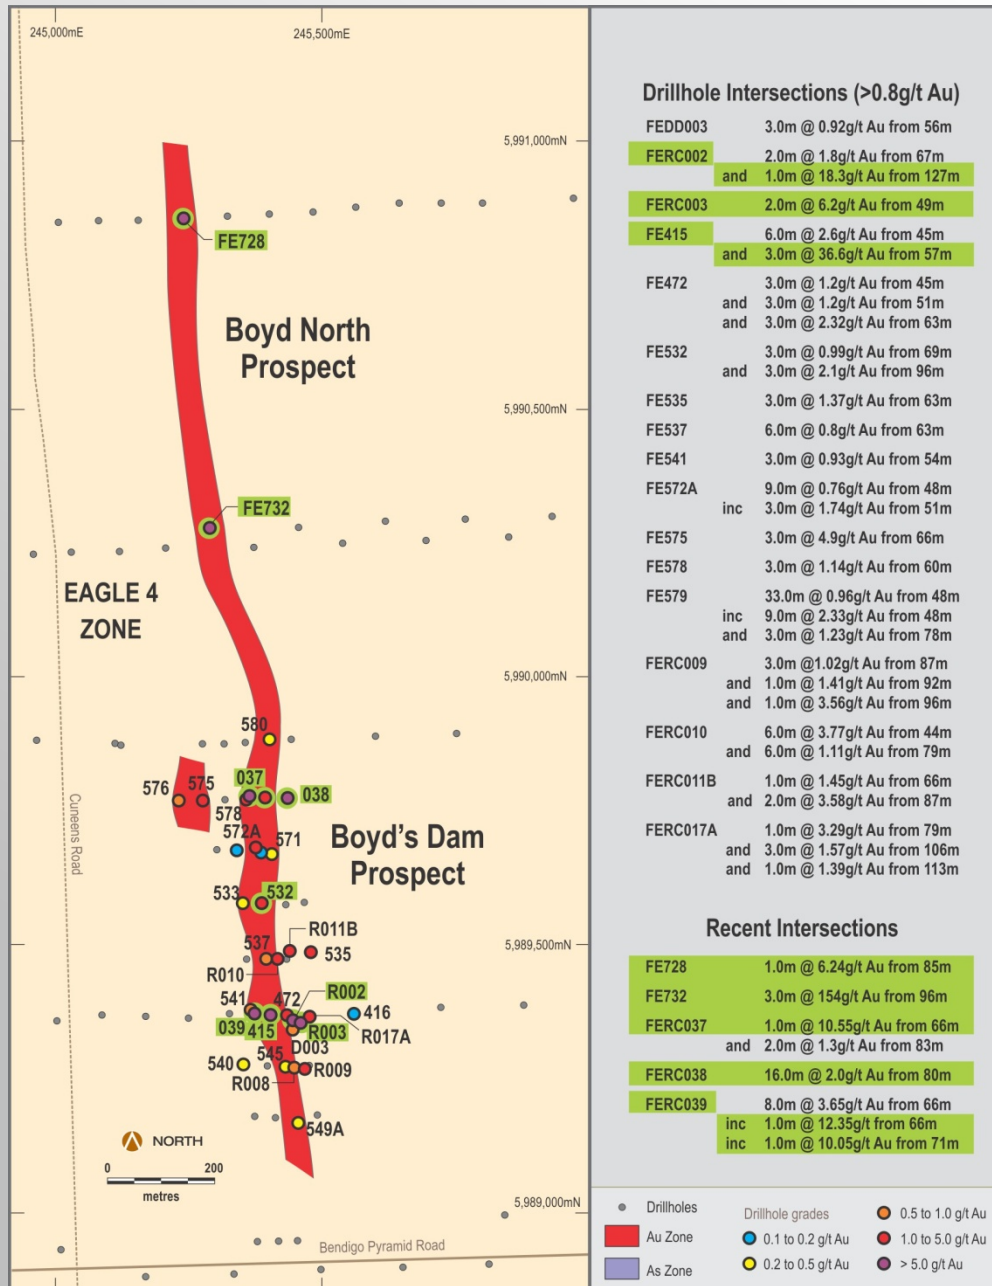 245,000mE
245,500mE
5,991,000mN
FE728
Boyd North
Prospect
5,990,500mN
FE732
EAGLE 4
ZONE
5,990,000mN
580
037
576
575
038
578
572A
571
Boyd's Dam
Prospect
Cuneens Road
533
532
R011B
537
535
5,989,500mN
R010
541
472
R002
416
039
415
R003
R017A
D003
540
545
R009
R008
549A
NORTH
0
200
metres
5,989,000mN
Bendigo Pyramid Road
Drillhole Intersections (>0.8g/t Au)
FEDD003 3.0m @ 0.92g/t Au from 56m
FERC002 2.0m @ 1.8g/t Au from 67m
and 1.0m @ 18.3g/t Au from 127m
FERC003 2.0m @ 6.2g/t Au from 49m
FE415 6.0m @ 2.6g/t Au from 45m
and 3.0m @ 36.6g/t Au from 57m
FE472 3.0m @ 1.2g/t Au from 45m
and 3.0m @ 1.2g/t Au from 51m
and 3.0m @ 2.32g/t Au from 63m
FE532 3.0m @ 0.99g/t Au from 69m
and 3.0m @ 2.1g/t Au from 96m
FE535 3.0m @ 1.37g/t Au from 63m
FE537 6.0m @ 0.8g/t Au from 63m
FE541 3.0m @ 0.93g/t Au from 54m
FE572A 9.0m @ 0.76g/t Au from 48m
inc 3.0m @ 1.74g/t Au from 51m
FE575 3.0m @ 4.9g/t Au from 66m
FE578 3.0m @ 1.14g/t Au from 60m
FE579 33.0m @ 0.96g/t Au from 48m
inc 9.0m @ 2.33g/t Au from 48m
and 3.0m @ 1.23g/t Au from 78m
FERC009 3.0m @1.02g/t Au from 87m
and 1.0m @ 1.41g/t Au from 92m
and 1.0m @ 3.56g/t Au from 96m
FERC010 6.0m @ 3.77g/t Au from 44m
and 6.0m @ 1.11g/t Au from 79m
FERC011B 1.0m @ 1.45g/t Au from 66m
and 2.0m @ 3.58g/t Au from 87m
FERC017A 1.0m @ 3.29g/t Au from 79m
and 3.0m @ 1.57g/t Au from 106m
and 1.0m @ 1.39g/t Au from 113m
Recent Intersections
FE728 1.0m @ 6.24g/t Au from 85m
FE732 3.0m @ 154g/t Au from 96m
FERC037 1.0m @ 10.55g/t Au from 66m
and 2.0m @ 1.3g/t Au from 83m
FERC038 16.0m @ 2.0g/t Au from 80m
FERC039 8.0m @ 3.65g/t Au from 66m
inc 1.0m @ 12.35g/t from 66m
inc 1.0m @ 10.05g/t Au from 71m
Drillholes
Au Zone
As Zone
Drillhole grades
0.1 to 0.2 g/t Au
0.2 to 0.5 g/t Au
0.5 to 1.0 g/t Au
1.0 to 5.0 g/t Au
> 5.0 g/t Au